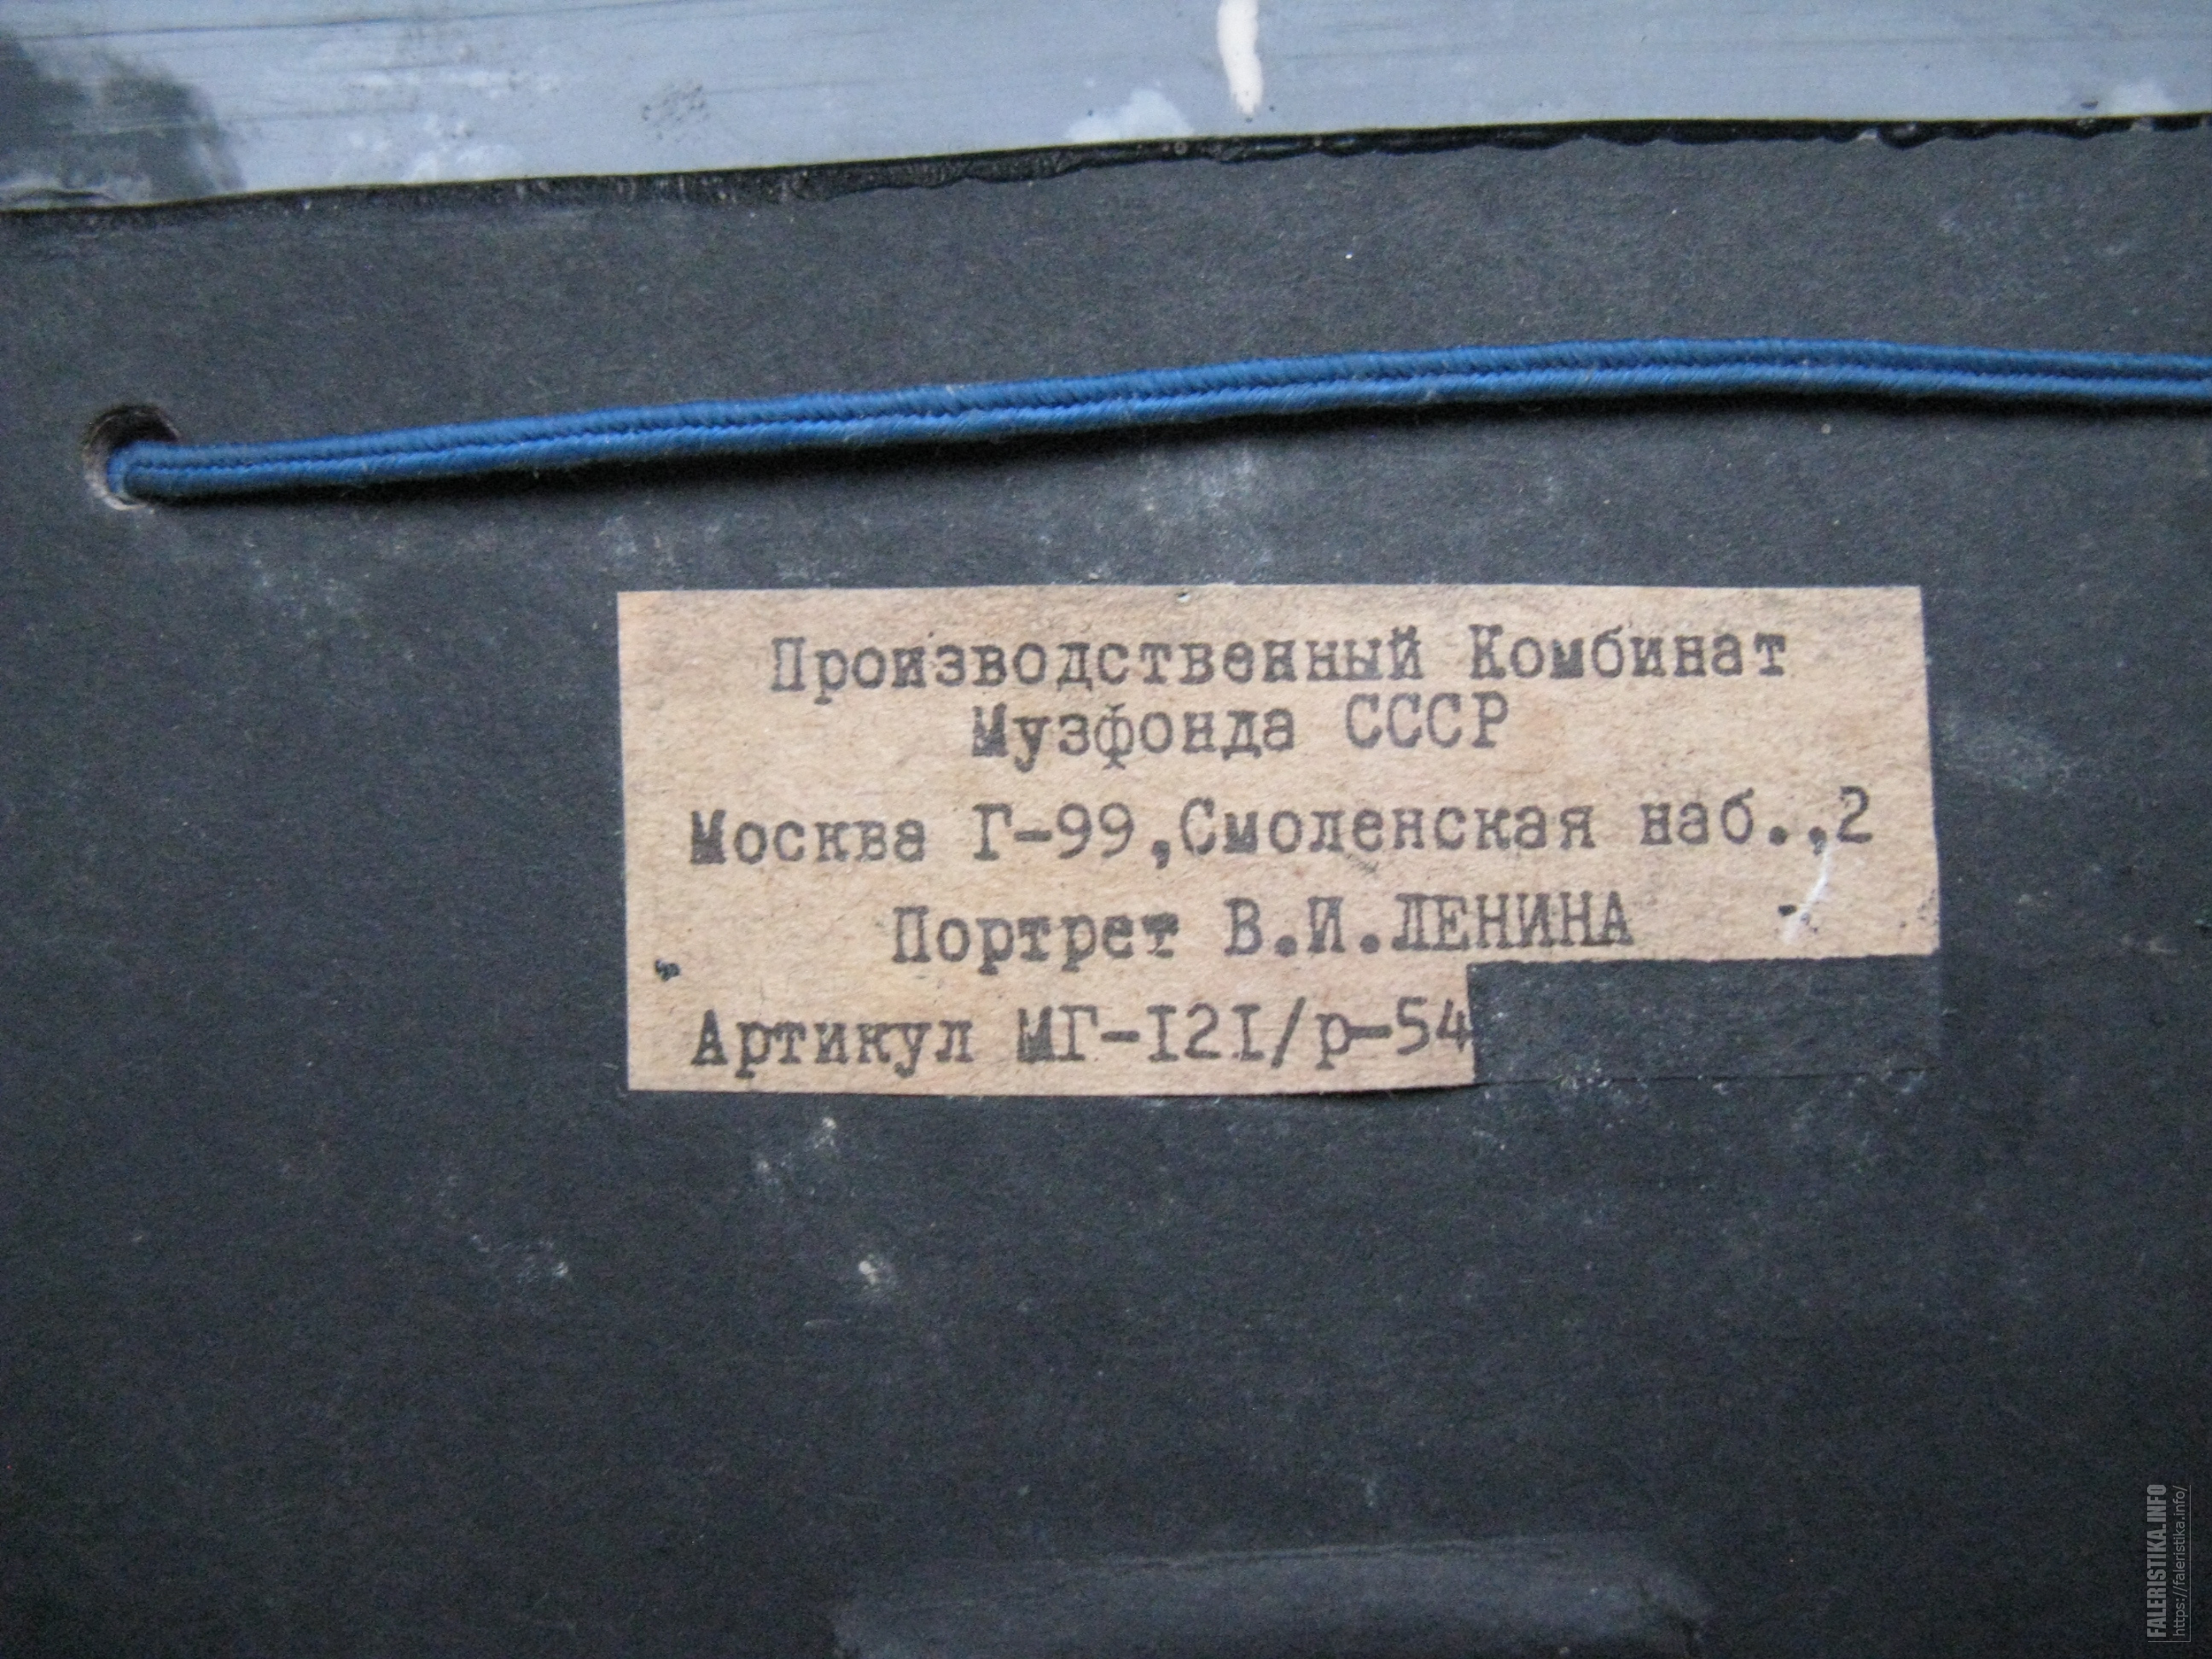 Производственный Комбинат
Музфонда СССР
Москва Г-99,Смоленская наб.,2
Портрет В.И.ЛЕНИНА
Артикул МГ-I2I/р-54
FALERISTIKA.INFO
https://faleristika.info/